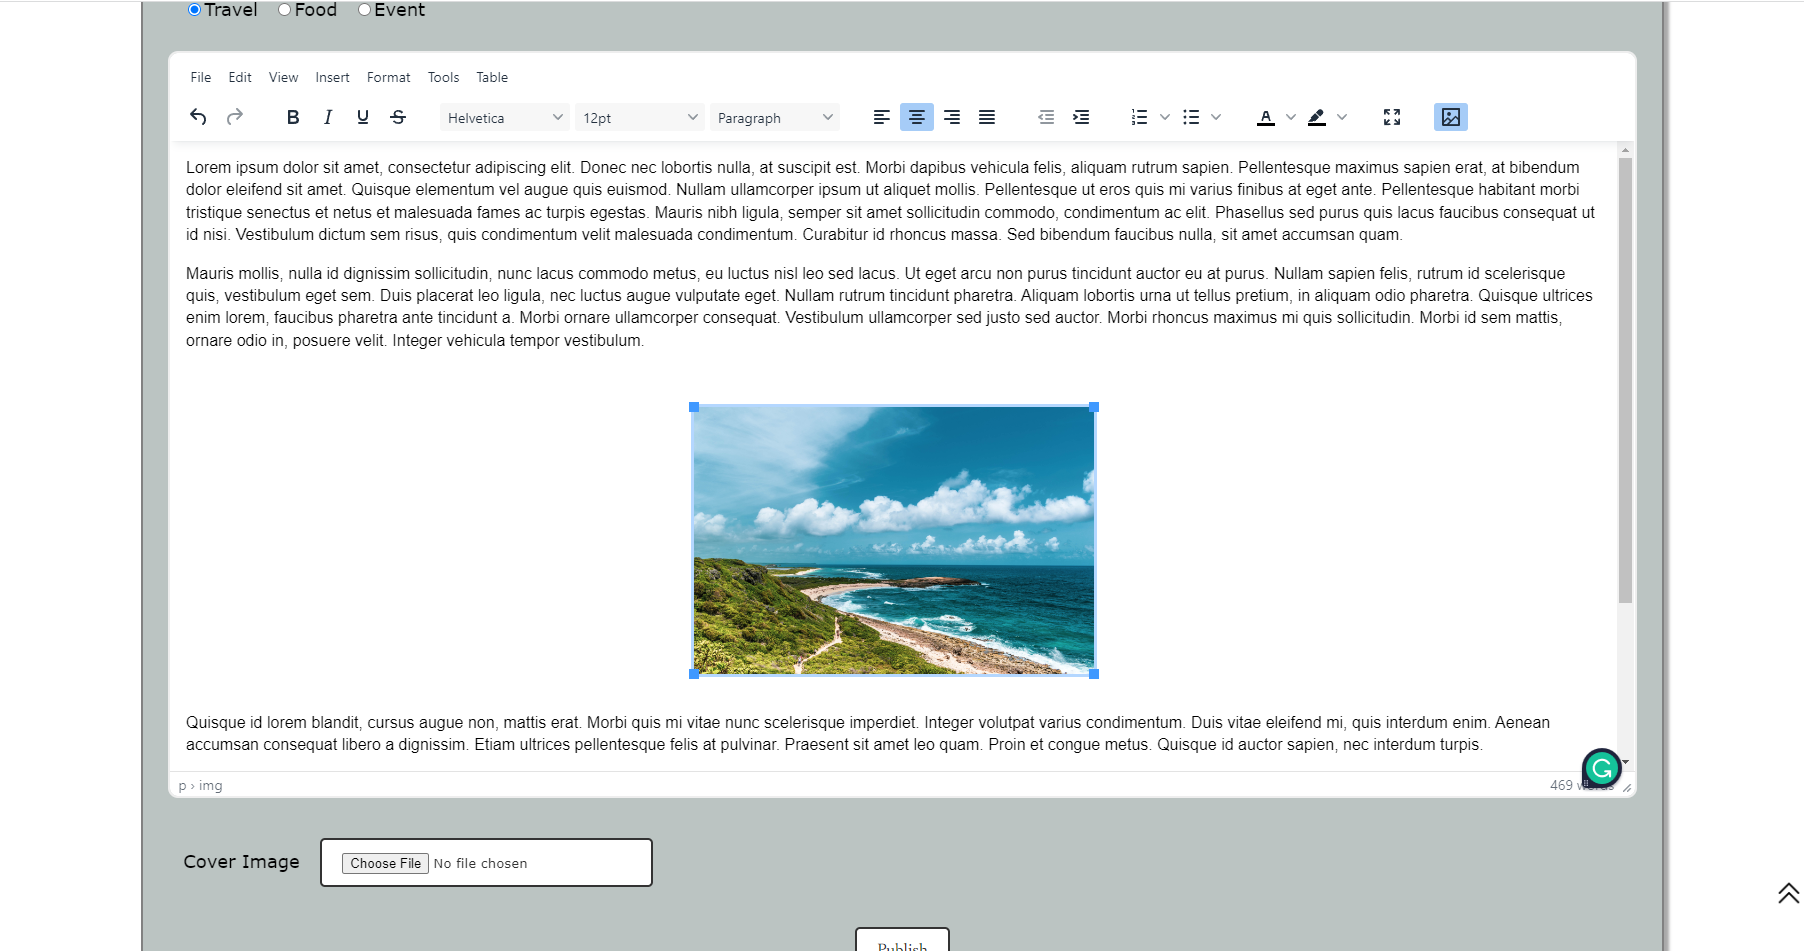 Travel Food Event
File Edit View Insert Format Tools Table
B I U S Helvetica 12pt Paragraph A
Lorem ipsum dolor sit amet, consectetur adipiscing elit. Donec nec lobortis nulla, at suscipit est. Morbi dapibus vehicula felis, aliquam rutrum sapien. Pellentesque maximus sapien erat, at bibendum
dolor eleifend sit amet. Quisque elementum vel augue quis euismod. Nullam ullamcorper ipsum ut aliquet mollis. Pellentesque ut eros quis mi varius finibus at eget ante. Pellentesque habitant morbi
tristique senectus et netus et malesuada fames ac turpis egestas. Mauris nibh ligula, semper sit amet sollicitudin commodo, condimentum ac elit. Phasellus sed purus quis lacus faucibus consequat ut
id nisi. Vestibulum dictum sem risus, quis condimentum velit malesuada condimentum. Curabitur id rhoncus massa. Sed bibendum faucibus nulla, sit amet accumsan quam.
Mauris mollis, nulla id dignissim sollicitudin, nunc lacus commodo metus, eu luctus nisl leo sed lacus. Ut eget arcu non purus tincidunt auctor eu at purus. Nullam sapien felis, rutrum id scelerisque
quis, vestibulum eget sem. Duis placerat leo ligula, nec luctus augue vulputate eget. Nullam rutrum tincidunt pharetra. Aliquam lobortis urna ut tellus pretium, in aliquam odio pharetra. Quisque ultrices
enim lorem, faucibus pharetra ante tincidunt a. Morbi ornare ullamcorper consequat. Vestibulum ullamcorper sed justo sed auctor. Morbi rhoncus maximus mi quis sollicitudin. Morbi id sem mattis,
ornare odio in, posuere velit. Integer vehicula tempor vestibulum.
Quisque id lorem blandit, cursus augue non, mattis erat. Morbi quis mi vitae nunc scelerisque imperdiet. Integer volutpat varius condimentum. Duis vitae eleifend mi, quis interdum enim. Aenean
accumsan consequat libero a dignissim. Etiam ultrices pellentesque felis at pulvinar. Praesent sit amet leo quam. Proin et congue metus. Quisque id auctor sapien, nec interdum turpis.
p › img
469
Cover Image Choose File No file chosen
Publish